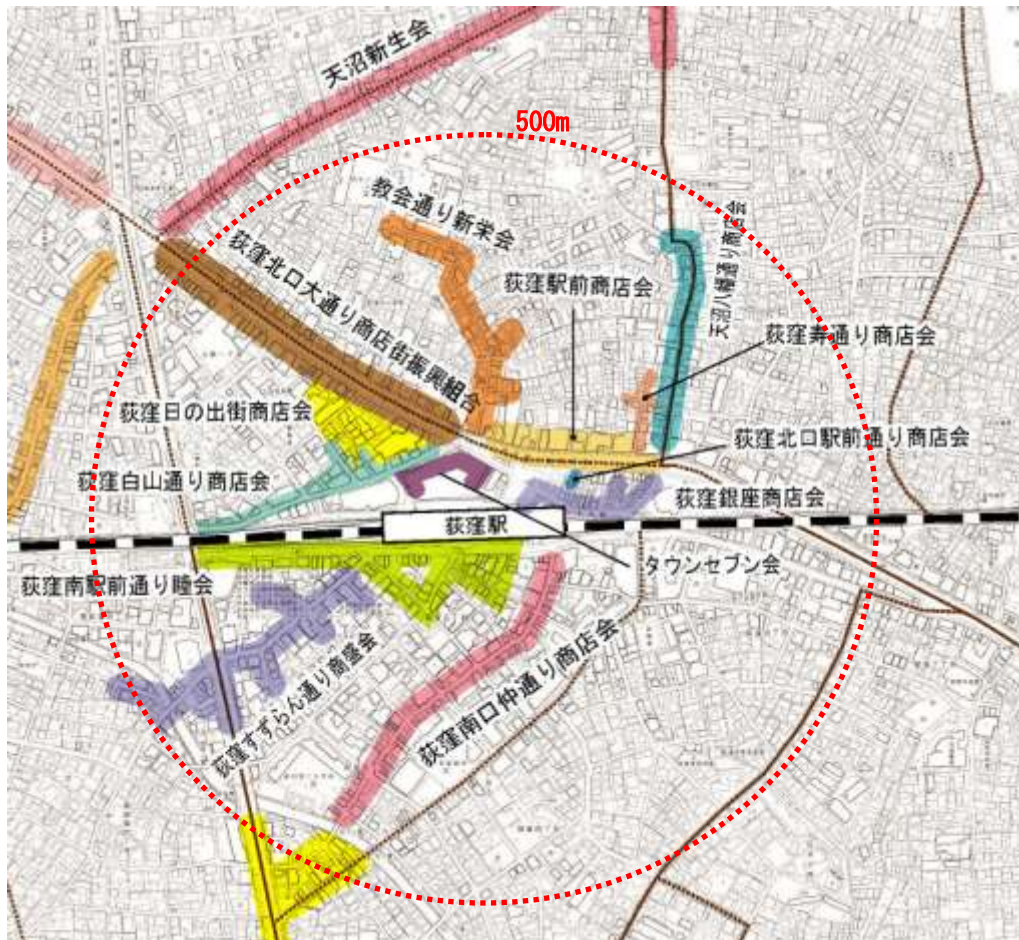 天沼新生会
500m
教会通り新栄会
天沼八幡通り商店会
荻窪北口大通り商店街振興組合
荻窪駅前商店会
荻窪寿通り商店会
荻窪日の出街商店会
荻窪北口駅前通り商店会
荻窪白山通り商店会
荻窪銀座商店会
荻窪駅
タウンセブン会
荻窪南駅前通り睦会
荻窪すずらん通り商盛会
荻窪南口仲通り商店会